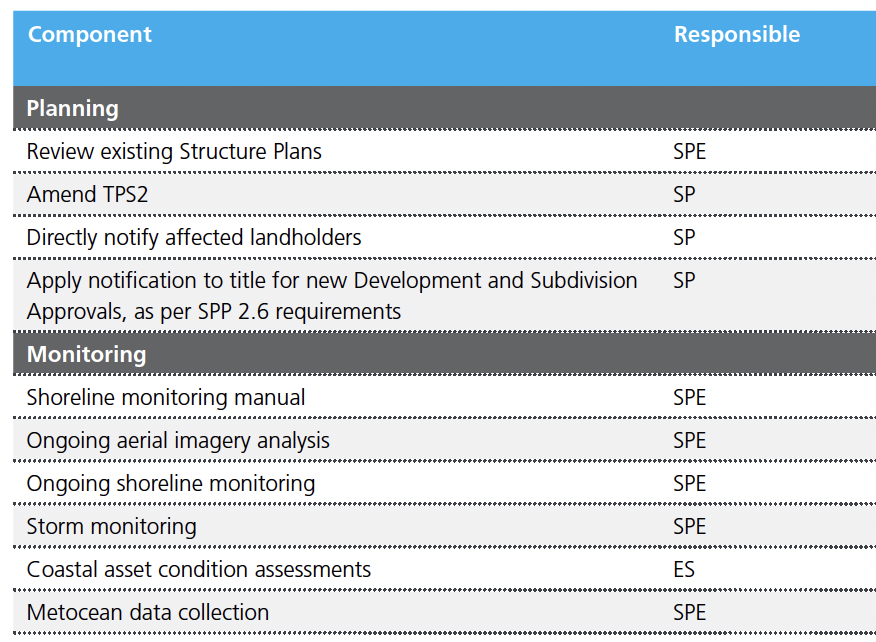 Component Responsible
Planning
Review existing Structure Plans SPE
Amend TPS2 SP
Directly notify affected landholders SP
Apply notification to title for new Development and Subdivision SP
Approvals, as per SPP 2.6 requirements
Monitoring
Shoreline monitoring manual SPE
Ongoing aerial imagery analysis SPE
Ongoing shoreline monitoring SPE
Storm monitoring SPE
Coastal asset condition assessments ES
Metocean data collection SPE